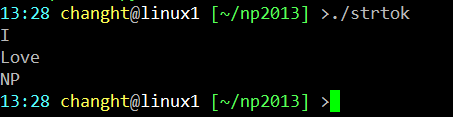 13:28 changht@linux1 [~/np2013] >./strtok
I
Love
NP
13:28 changht@linux1 [~/np2013] >